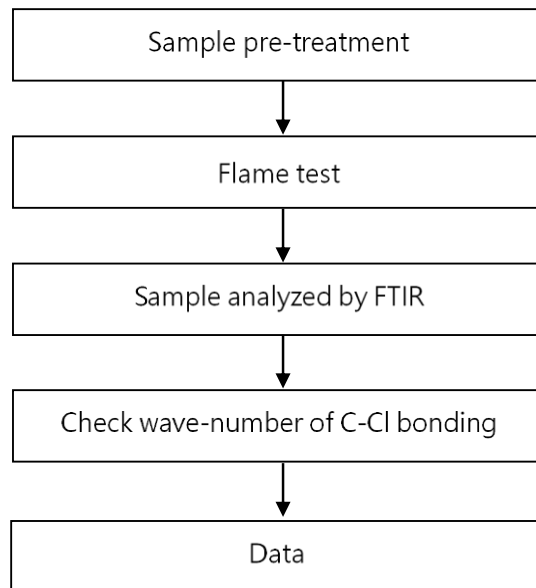 Sample pre-treatment
Flame test
Sample analyzed by FTIR
Check wave-number of C-Cl bonding
Data